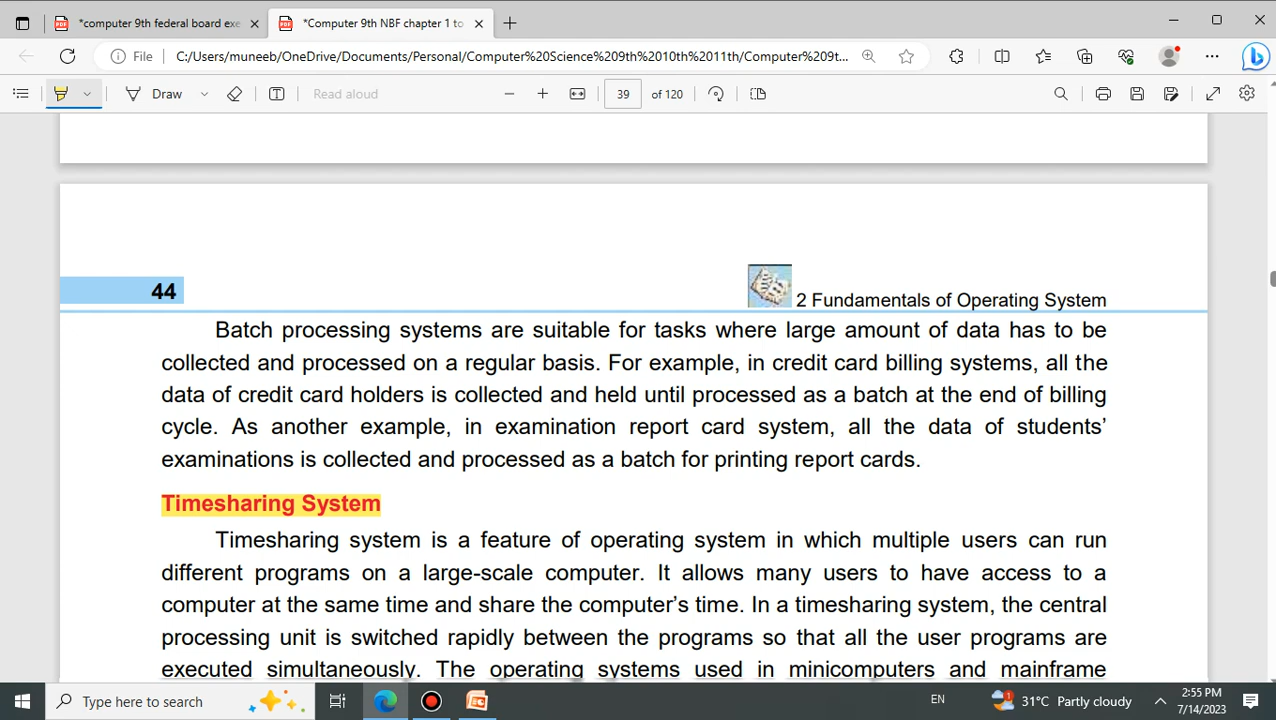 *computer 9th federal board exe
*Computer 9th NBF chapter 1 to
File
C:/Users/muneeb/OneDrive/Documents/Personal/Computer%20Science%209th%2010th%2011th/Computer%209t...
Draw
Read aloud
39 of 120
44
2 Fundamentals of Operating System
Batch processing systems are suitable for tasks where large amount of data has to be
collected and processed on a regular basis. For example, in credit card billing systems, all the
data of credit card holders is collected and held until processed as a batch at the end of billing
cycle. As another example, in examination report card system, all the data of students’
examinations is collected and processed as a batch for printing report cards.
Timesharing System
Timesharing system is a feature of operating system in which multiple users can run
different programs on a large-scale computer. It allows many users to have access to a
computer at the same time and share the computer’s time. In a timesharing system, the central
processing unit is switched rapidly between the programs so that all the user programs are
executed simultaneously. The operating systems used in minicomputers and mainframe
Type here to search
EN
1
31°C Partly cloudy
2:55 PM
7/14/2023